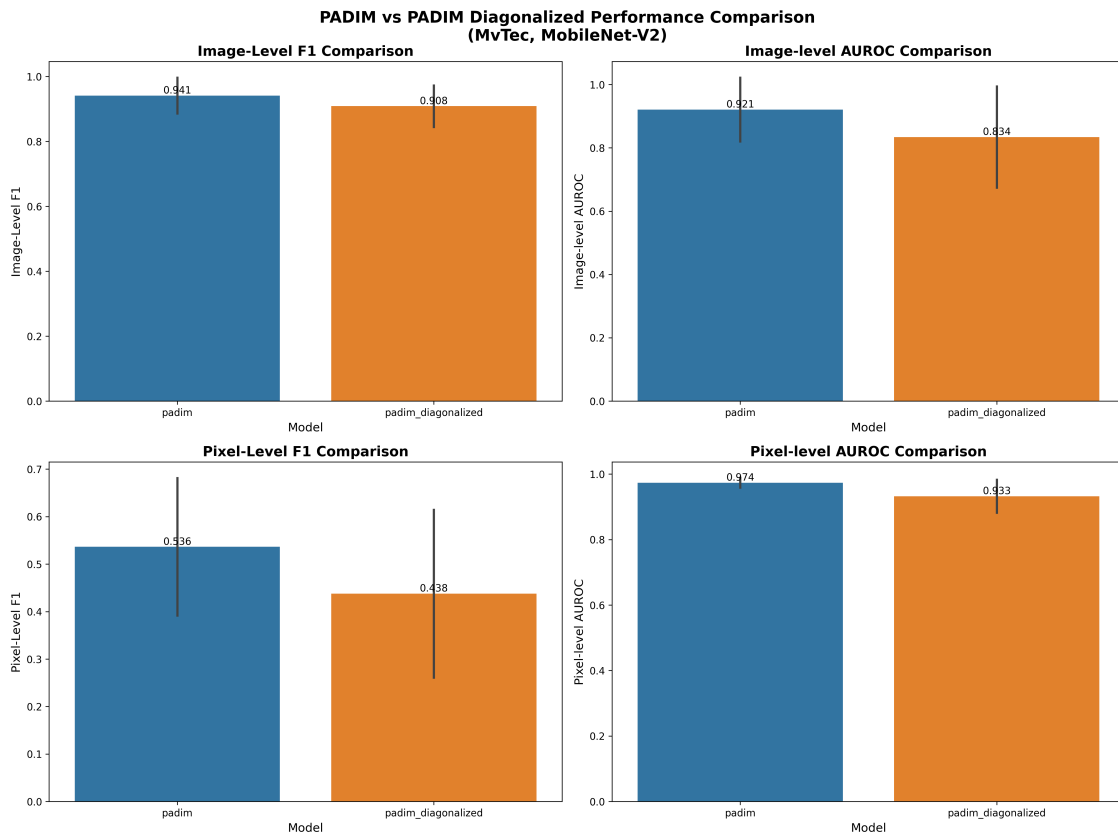 PADIM vs PADIM Diagonalized Performance Comparison
(MvTec, MobileNet-V2)
Image-Level F1 Comparison
1.0
0.8
0.6
0.4
0.2
0.0
Image-Level F1
0.941
0.908
padim
padim_diagonalized
Model
Image-level AUROC Comparison
1.0
0.8
0.6
0.4
0.2
0.0
Image-level AUROC
0.921
0.834
padim
padim_diagonalized
Model
Pixel-Level F1 Comparison
0.7
0.6
0.5
0.4
0.3
0.2
0.1
0.0
Pixel-Level F1
0.536
0.438
padim
padim_diagonalized
Model
Pixel-level AUROC Comparison
1.0
0.8
0.6
0.4
0.2
0.0
Pixel-level AUROC
0.974
0.933
padim
padim_diagonalized
Model